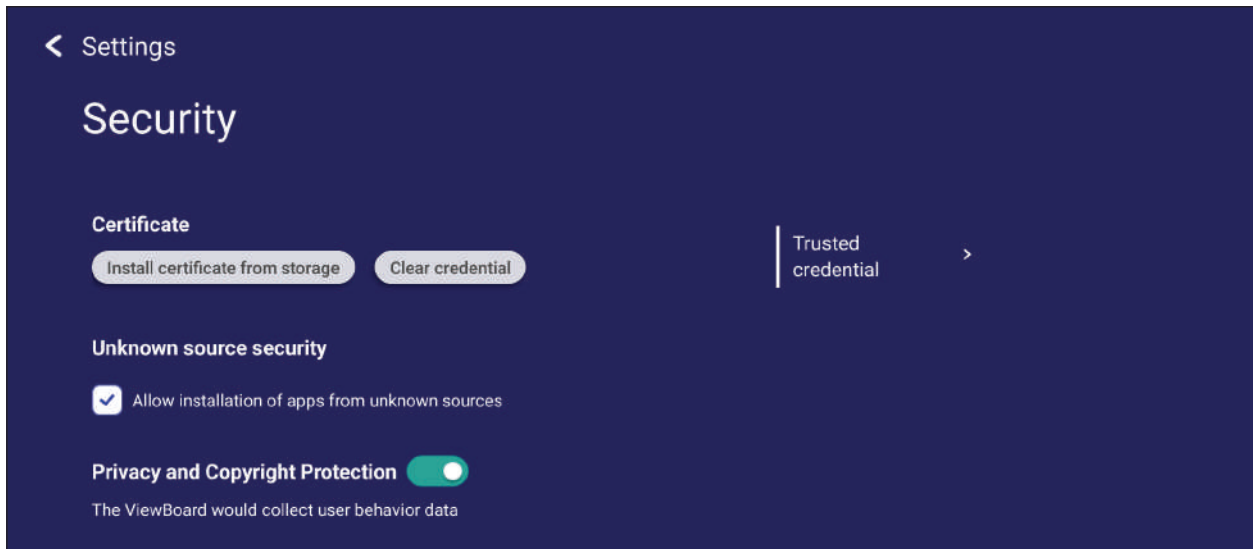 Settings
Security
Certificate
Install certificate from storage
Clear credential
Trusted
credential
Unknown source security
Allow installation of apps from unknown sources
Privacy and Copyright Protection
The ViewBoard would collect user behavior data